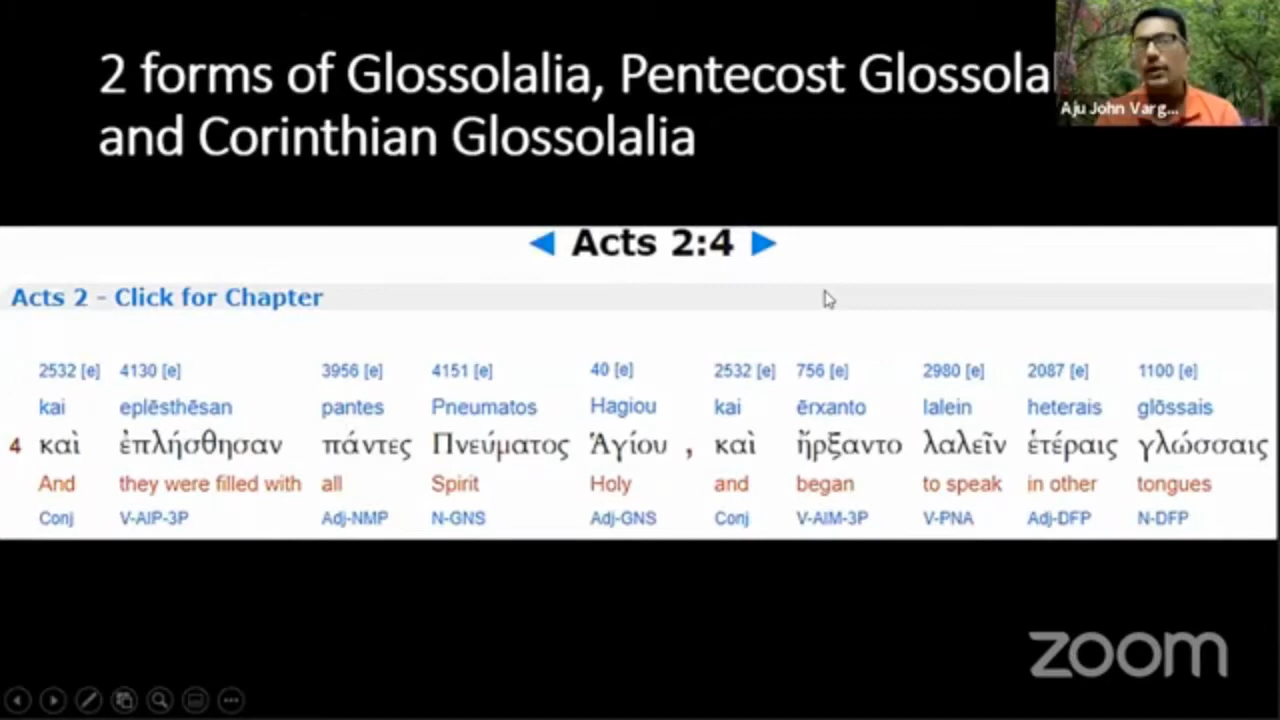 2 forms of Glossolalia, Pentecost Glossola
and Corinthian Glossolalia
Aju John Varg...
◄ Acts 2:4 ►
Acts 2 - Click for Chapter
2532 [e] 4130 [e] 3956 [e] 4151 [e] 40 [e] 2532 [e] 756 [e] 2980 [e] 2087 [e] 1100 [e]
kai eplēsthēsan pantes Pneumatos Hagiou kai ērxanto lalein heterais glōssais
4 καὶ ἐπλήσθησαν πάντες Πνεύματος Ἁγίου , καὶ ἤρξαντο λαλεῖν ἑτέραις γλώσσαις
And they were filled with all Spirit Holy and began to speak in other tongues
Conj V-AIP-3P Adj-NMP N-GNS Adj-GNS Conj V-AIM-3P V-PNA Adj-DFP N-DFP
zoom